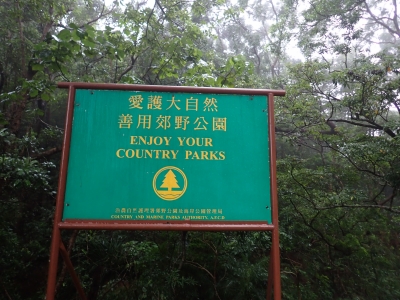 愛護大自然
善用郊野公園
ENJOY YOUR
COUNTRY PARKS
COUNTRY AND MARINE PARKS AUTHORITY, A.F.C.D.